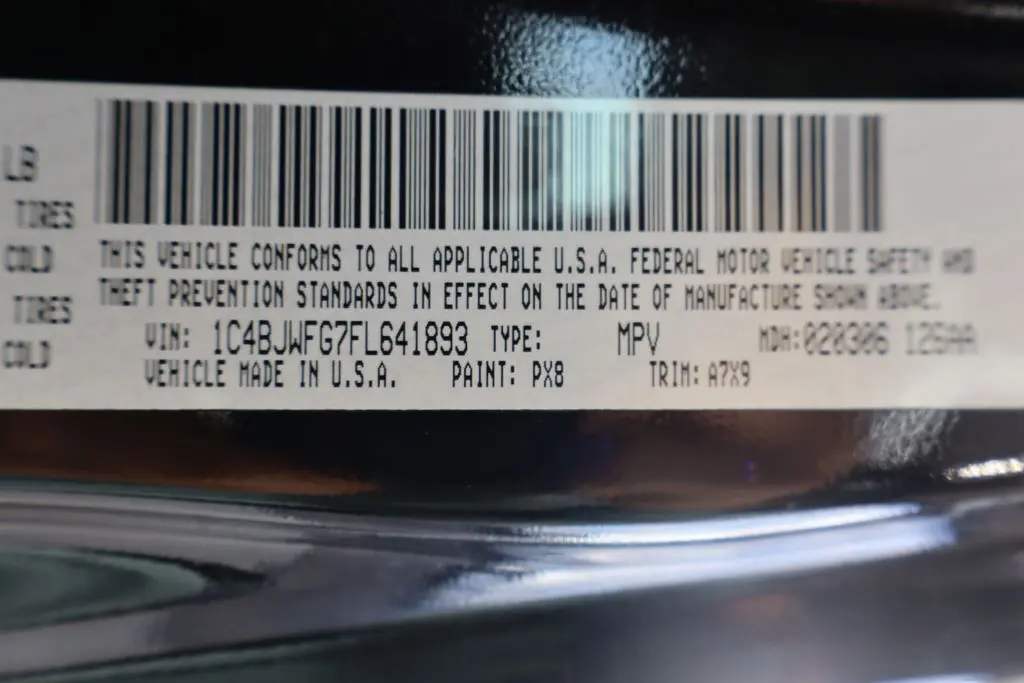 LB
TIRES
COLD
TIRES
COLD
THIS VEHICLE CONFORMS TO ALL APPLICABLE U.S.A. FEDERAL MOTOR VEHICLE SAFETY AND
THEFT PREVENTION STANDARDS IN EFFECT ON THE DATE OF MANUFACTURE SHOWN ABOVE.
VIN: 1C4BJWFG7FL641893 TYPE: MPV MDH:020306 126AA
VEHICLE MADE IN U.S.A. PAINT: PX8 TRIM: A7X9